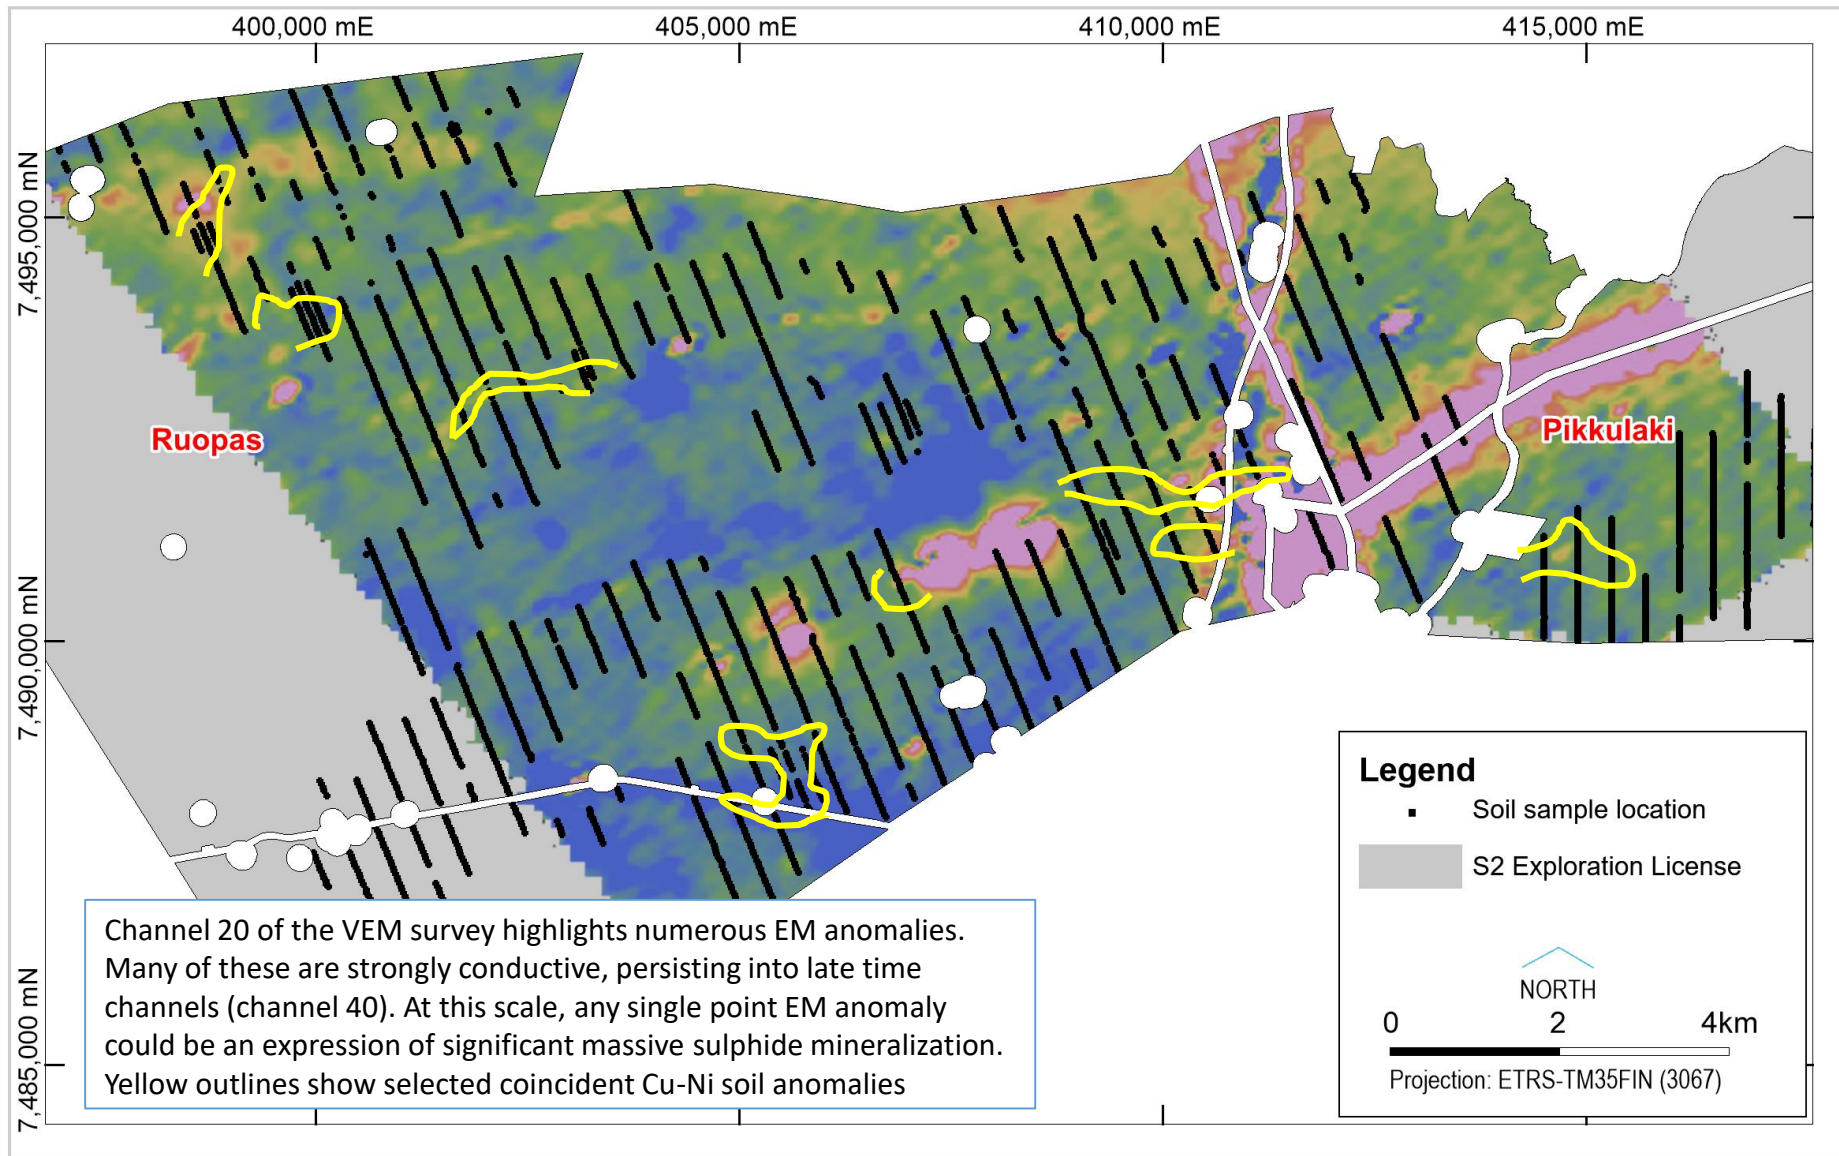 400,000 mE
405,000 mE
410,000 mE
415,000 mE
7,495,000 mN
7,490,000 mN
7,485,000 mN
Ruopas
Pikkulaki
Legend
Soil sample location
S2 Exploration License
NORTH
0 2 4km
Projection: ETRS-TM35FIN (3067)
Channel 20 of the VEM survey highlights numerous EM anomalies.
Many of these are strongly conductive, persisting into late time
channels (channel 40). At this scale, any single point EM anomaly
could be an expression of significant massive sulphide mineralization.
Yellow outlines show selected coincident Cu-Ni soil anomalies